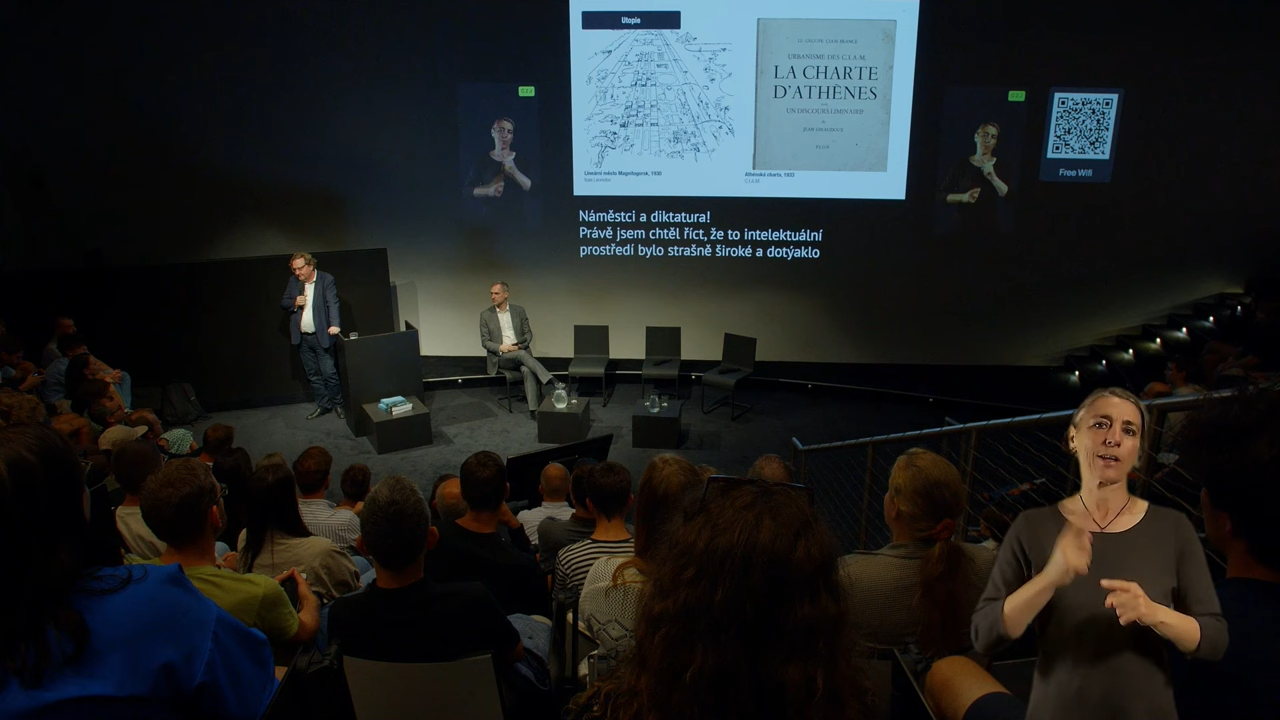 Utopie
LE GROUPE CIAM-FRANCE
URBANISME DES C.I.A.M.
LA CHARTE
D'ATHÈNES
UN DISCOURS LIMINAIRE
JEAN GIRAUDOUX
PLON
Lineární město Magnitogorsk, 1930
Ivan Leonidov
Athénská charta, 1933
C.I.A.M.
Náměstci a diktatura!
Právě jsem chtěl říct, že to intelektuální
prostředí bylo strašně široké a dotýaklo
Free Wifi